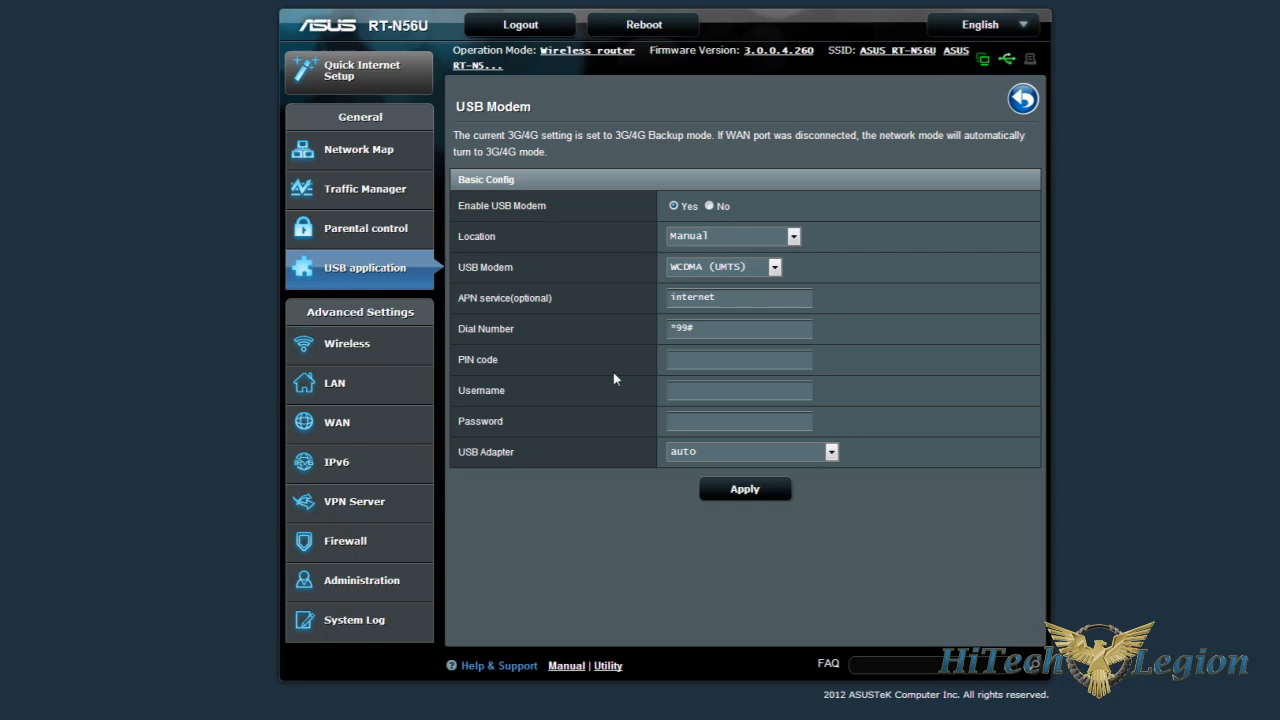 ASUS RT-N56U Logout Reboot English
Operation Mode: Wireless router Firmware Version: 3.0.0.4.260 SSID: ASUS RT-N56U ASUS
RT-N5...
Quick Internet
Setup
General
Network Map
Traffic Manager
Parental control
USB application
Advanced Settings
Wireless
LAN
WAN
IPv6
VPN Server
Firewall
Administration
System Log
USB Modem
The current 3G/4G setting is set to 3G/4G Backup mode. If WAN port was disconnected, the network mode will automatically
turn to 3G/4G mode.
Basic Config
Enable USB Modem Yes No
Location Manual
USB Modem WCDMA (UMTS)
APN service(optional) internet
Dial Number *99#
PIN code
Username
Password
USB Adapter auto
Apply
Help & Support Manual | Utility FAQ
HiTech Legion
2012 ASUSTeK Computer Inc. All rights reserved.